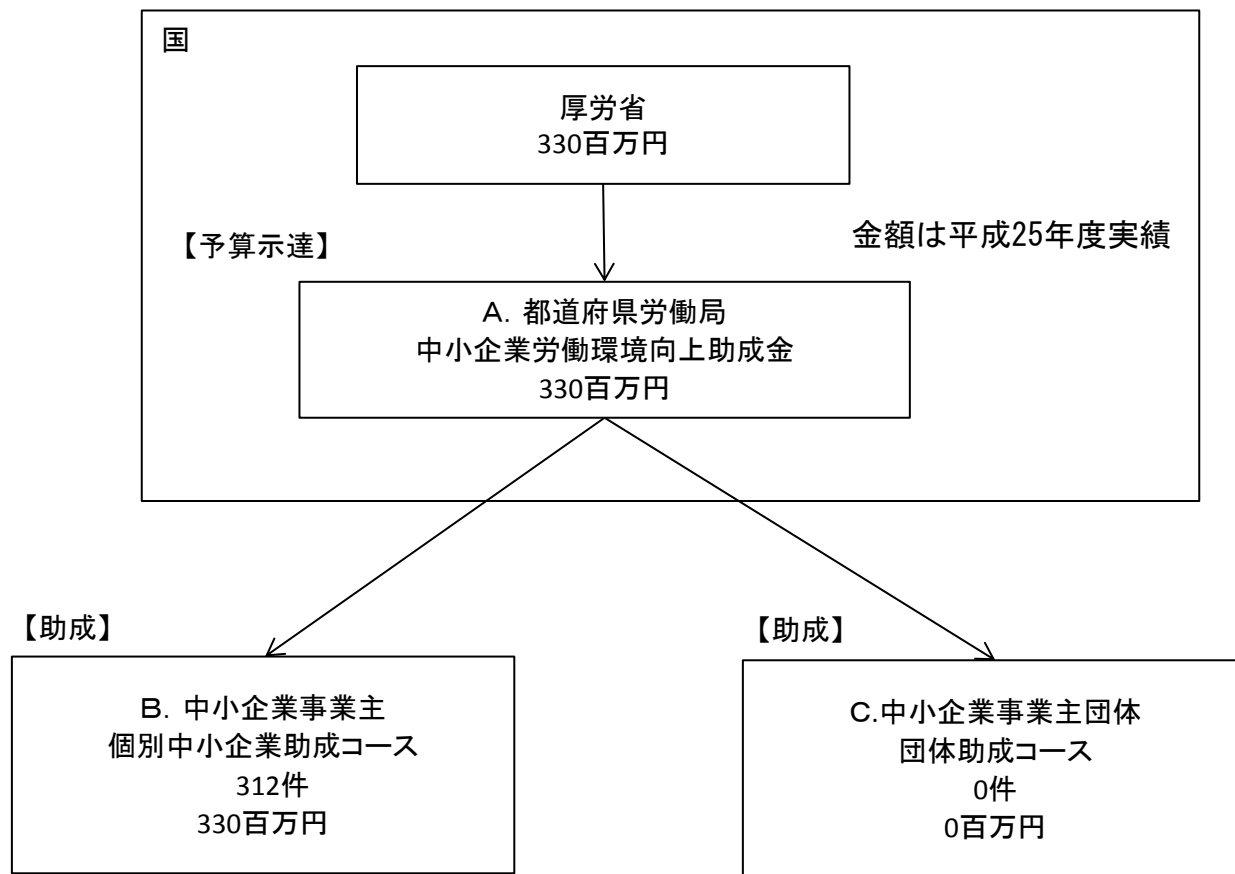 国
厚労省
330百万円
【予算示達】
金額は平成25年度実績
A. 都道府県労働局
中小企業労働環境向上助成金
330百万円
【助成】
B. 中小企業事業主
個別中小企業助成コース
312件
330百万円
【助成】
C.中小企業事業主団体
団体助成コース
0件
0百万円